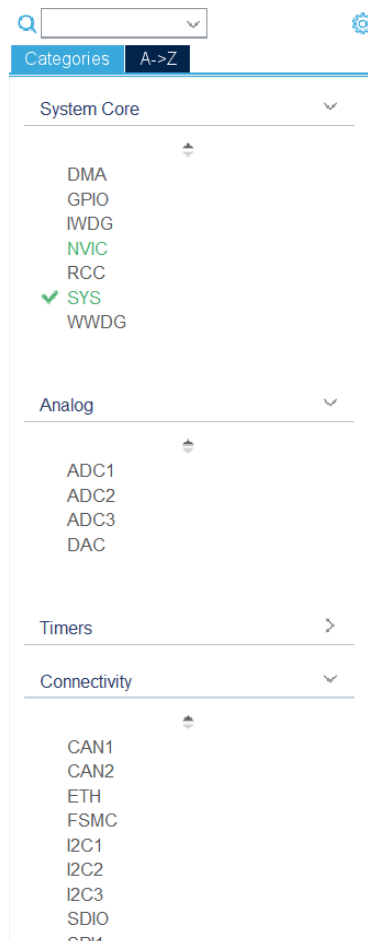 Categories A->Z
System Core
DMA
GPIO
IWDG
NVIC
RCC
SYS
WWDG
Analog
ADC1
ADC2
ADC3
DAC
Timers
Connectivity
CAN1
CAN2
ETH
FSMC
I2C1
I2C2
I2C3
SDIO
SPI1